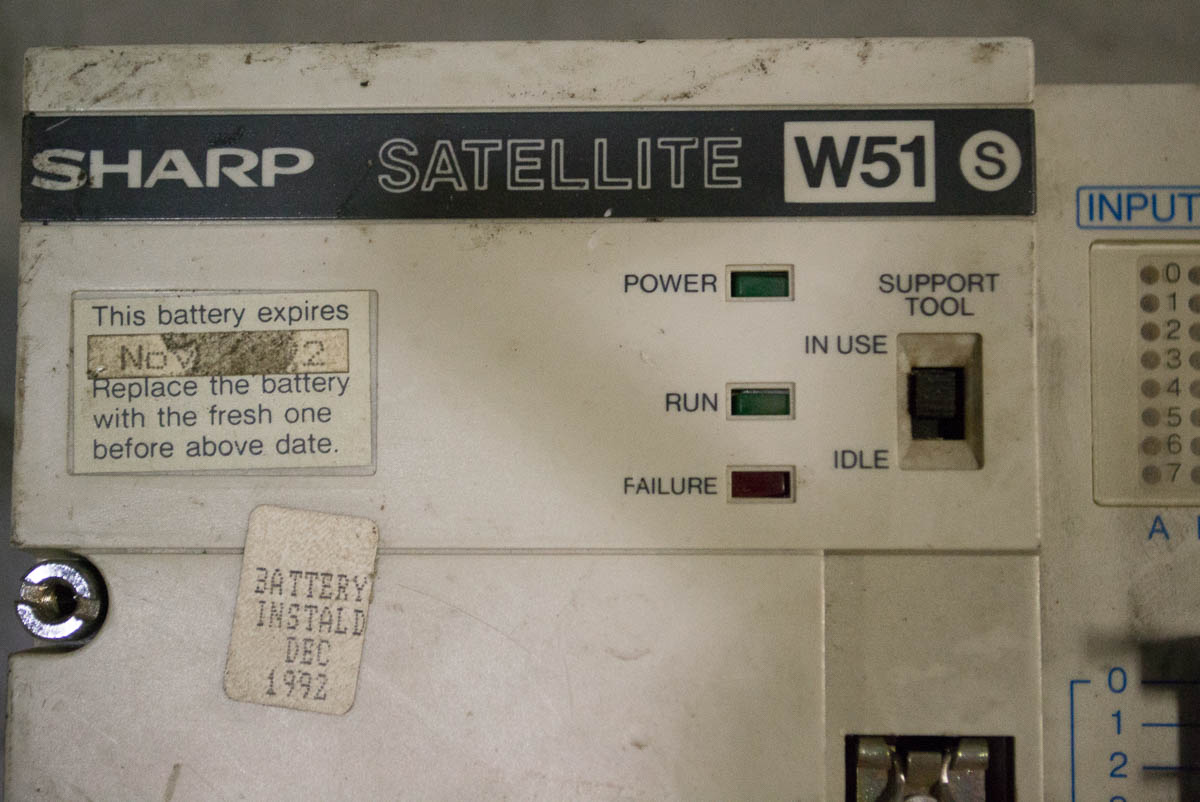 SHARP SATELLITE W51 S
This battery expires
Nov 2
Replace the battery
with the fresh one
before above date.
BATTERY
INSTALD
DEC
1992
POWER
RUN
FAILURE
SUPPORT
TOOL
IN USE
IDLE
INPUT
0
1
2
3
4
5
6
7
A
0
1
2